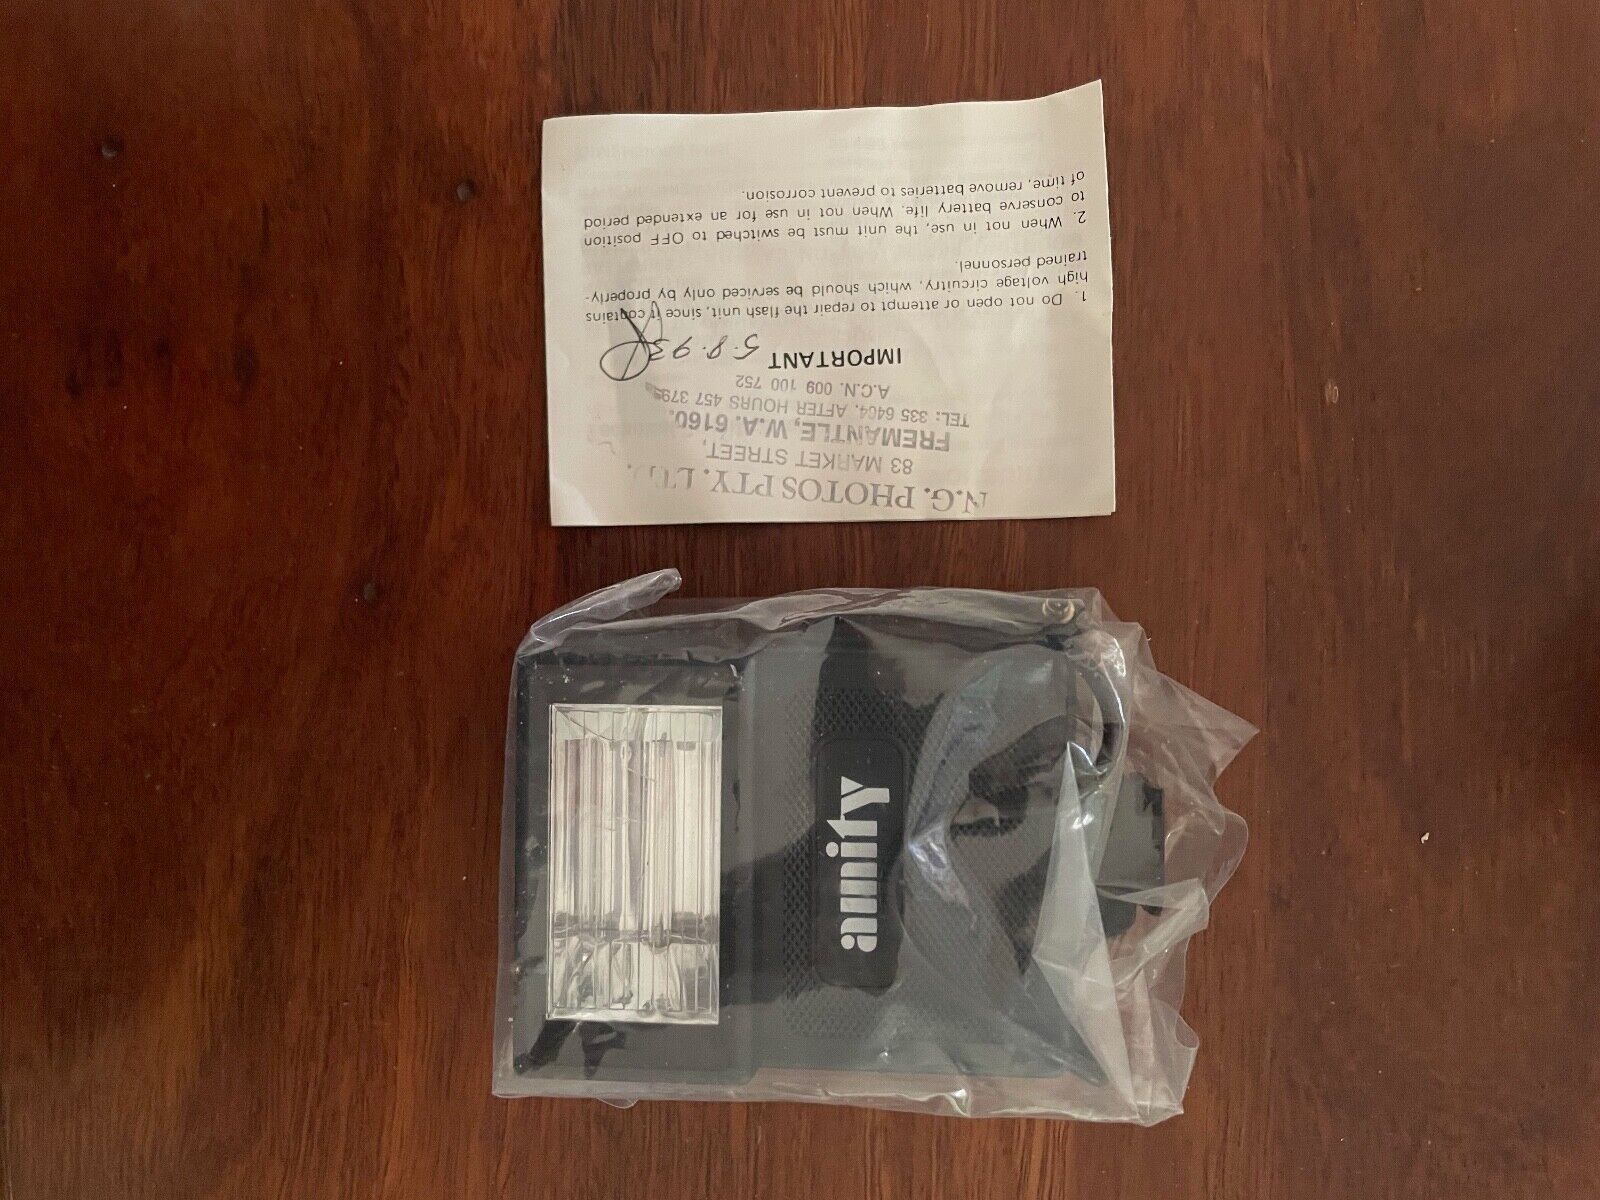 N.G. PHOTOS PTY. LTD.
83 MARKET STREET,
FREMANTLE, W.A. 6160.
TEL: 335 6464. AFTER HOURS 457 379
A.C.N. 009 100 752
IMPORTANT 5.8.93
1. Do not open or attempt to repair the flash unit, since it contains
high voltage circuitry, which should be serviced only by properly-
trained personnel.
2. When not in use, the unit must be switched to OFF position
to conserve battery life. When not in use for an extended period
of time, remove batteries to prevent corrosion.
amity